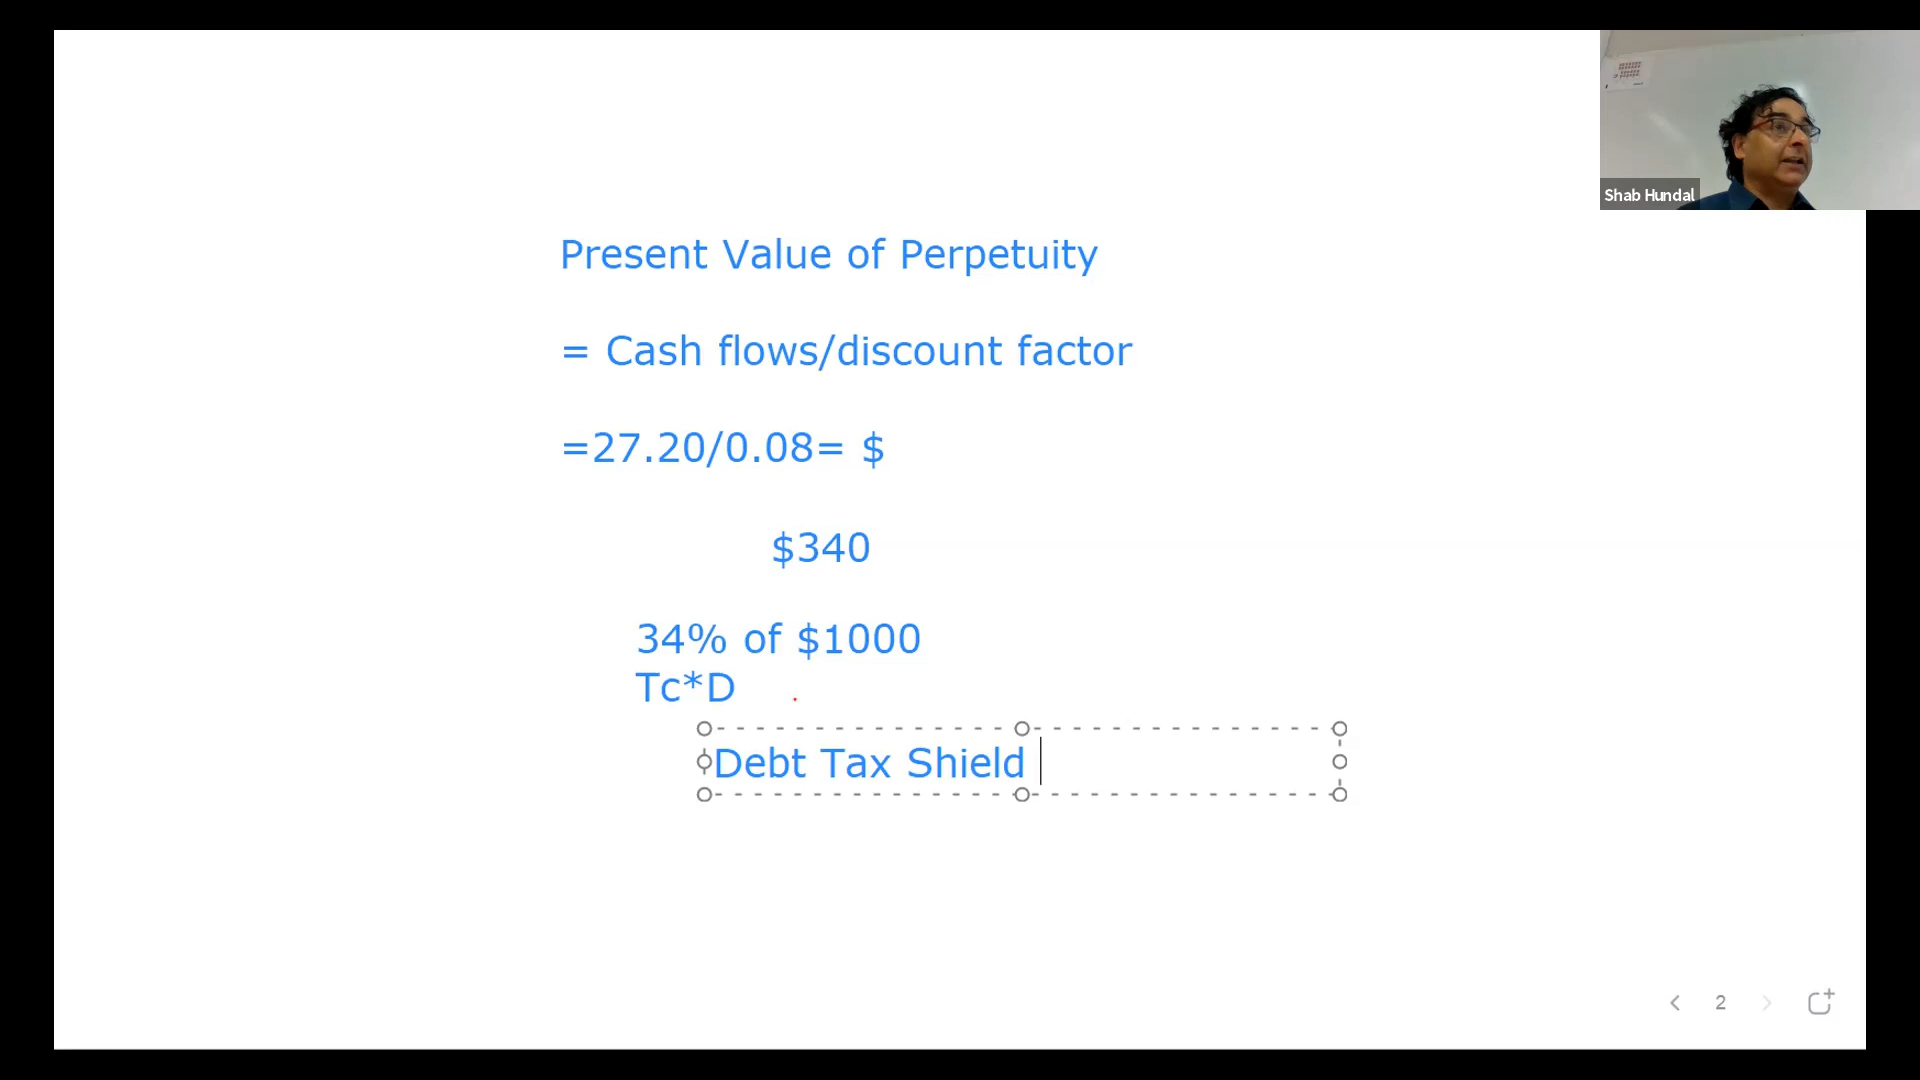 Shab Hundal
Present Value of Perpetuity
= Cash flows/discount factor
=27.20/0.08= $
$340
34% of $1000
Tc*D
Debt Tax Shield
2